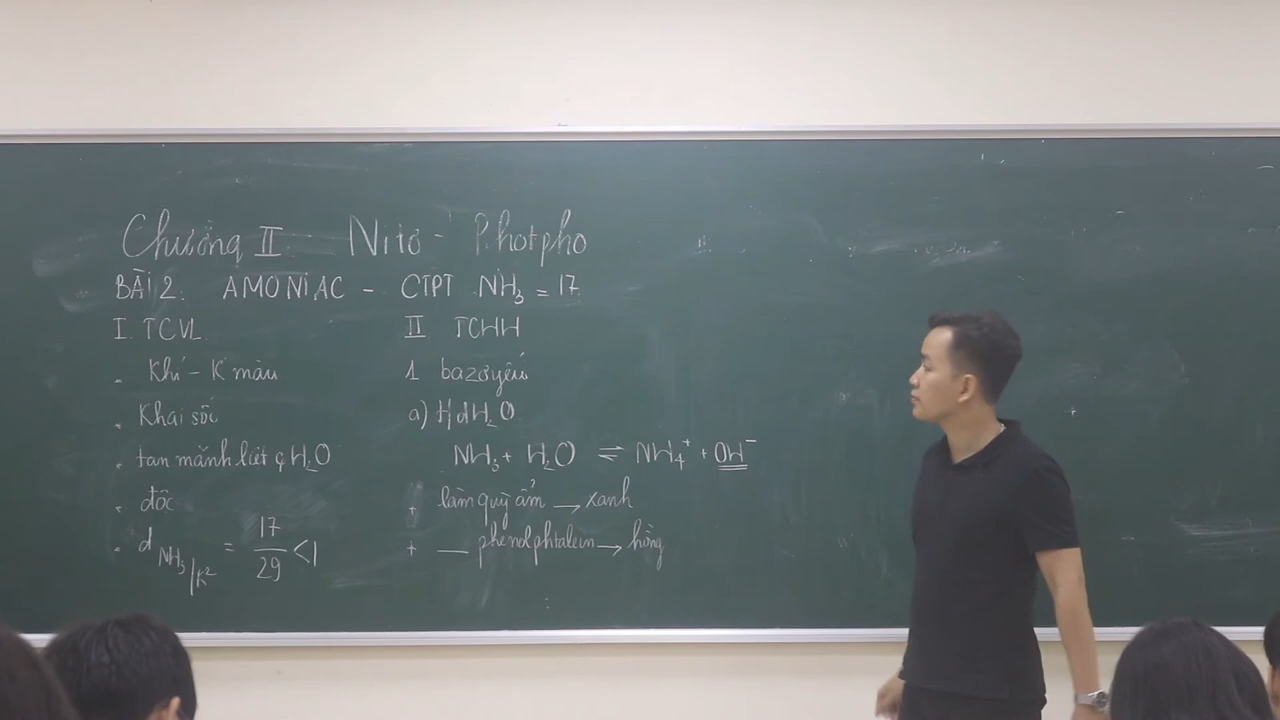 Chương II - Nitơ - Photpho
BÀI 2: AMONIAC - CTPT NH₃ = 17
I. TCVL
. Khí - K màu
. Khai sốc
. tan mãnh liệt H₂O
. độc
. d NH₃/K² = 17/29 < 1
II TCHH
1 bazơ yếu
a) t/d H₂O
NH₃ + H₂O ⇌ NH₄⁺ + OH⁻
+ làm quỳ ẩm → xanh
+ — phenolphtalein → hồng